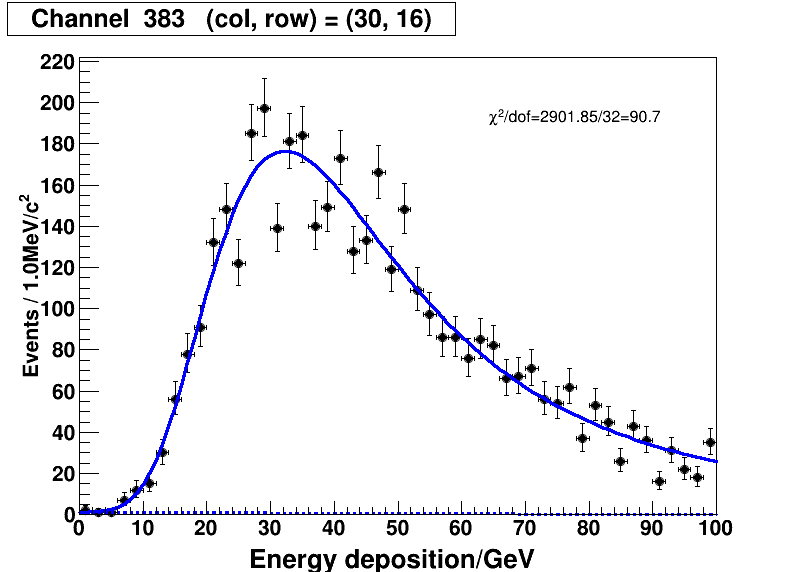 Channel 383 (col, row) = (30, 16)
220
200
180
160
140
120
100
80
60
40
20
0
Events / 1.0MeV/c²
χ²/dof=2901.85/32=90.7
0 10 20 30 40 50 60 70 80 90 100
Energy deposition/GeV